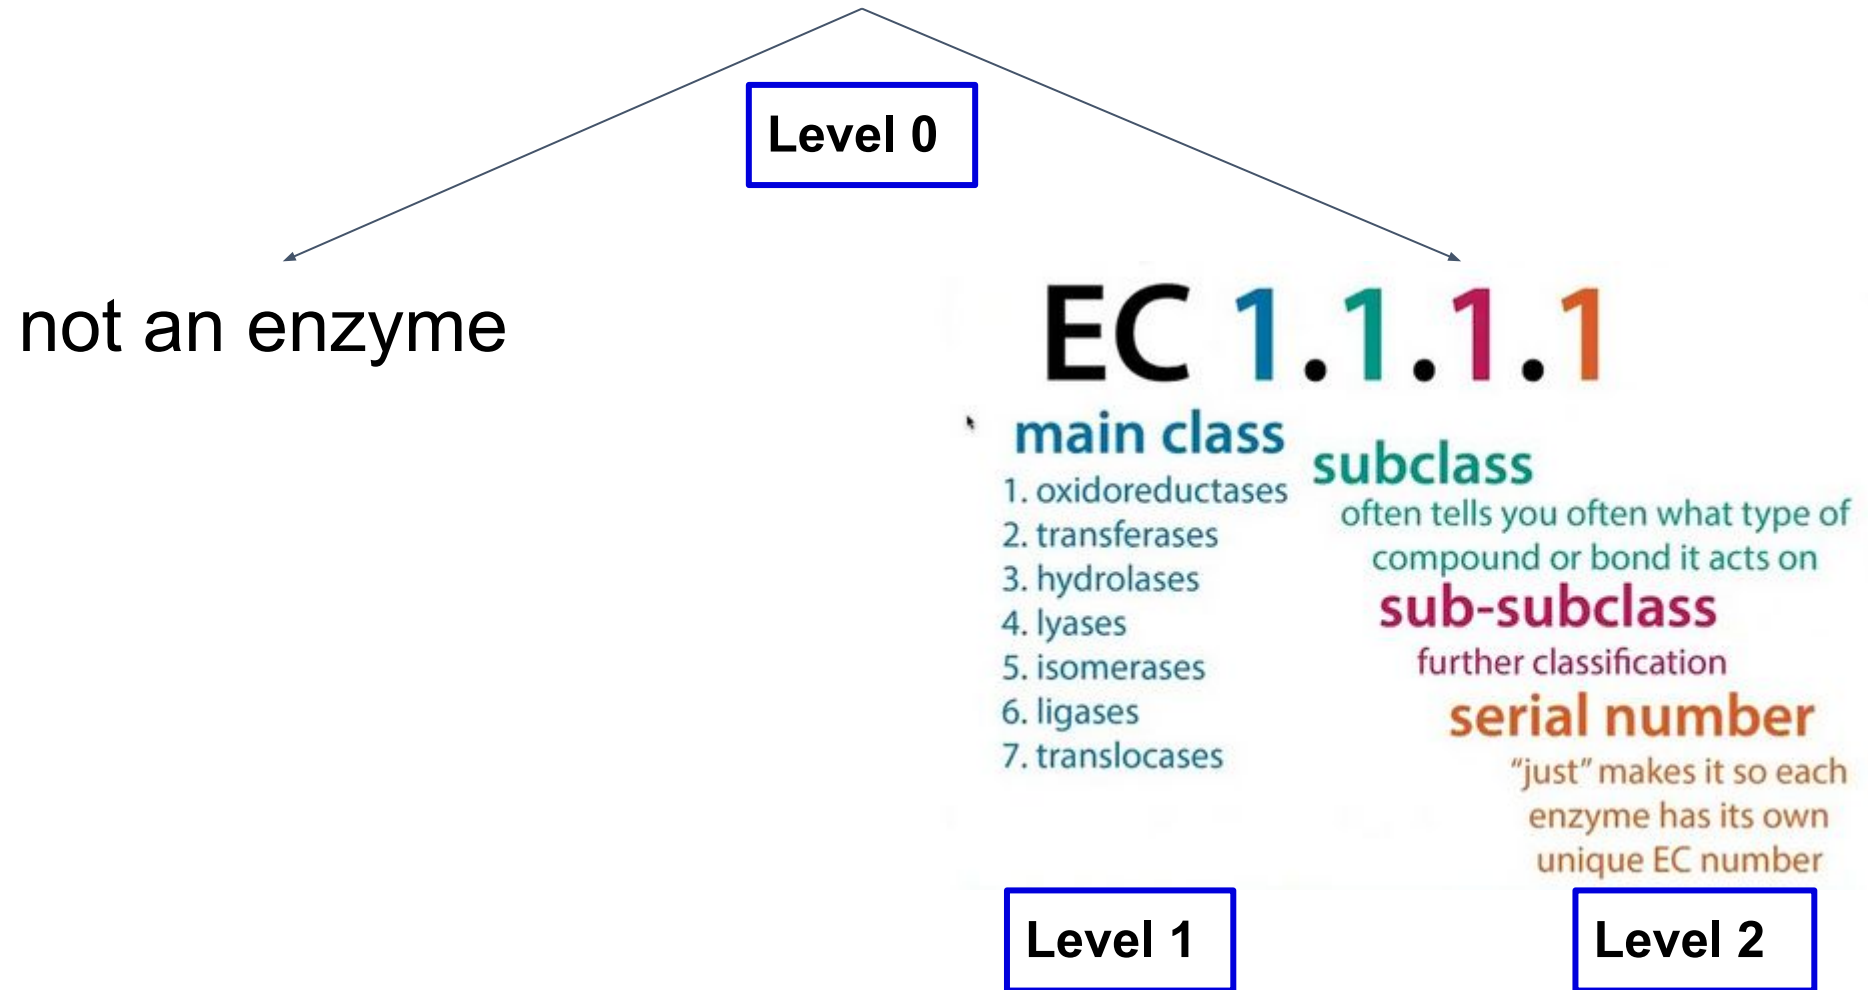 Level 0
not an enzyme
EC 1.1.1.1
main class
1. oxidoreductases
2. transferases
3. hydrolases
4. lyases
5. isomerases
6. ligases
7. translocases
subclass
often tells you often what type of
compound or bond it acts on
sub-subclass
further classification
serial number
“just” makes it so each
enzyme has its own
unique EC number
Level 1
Level 2